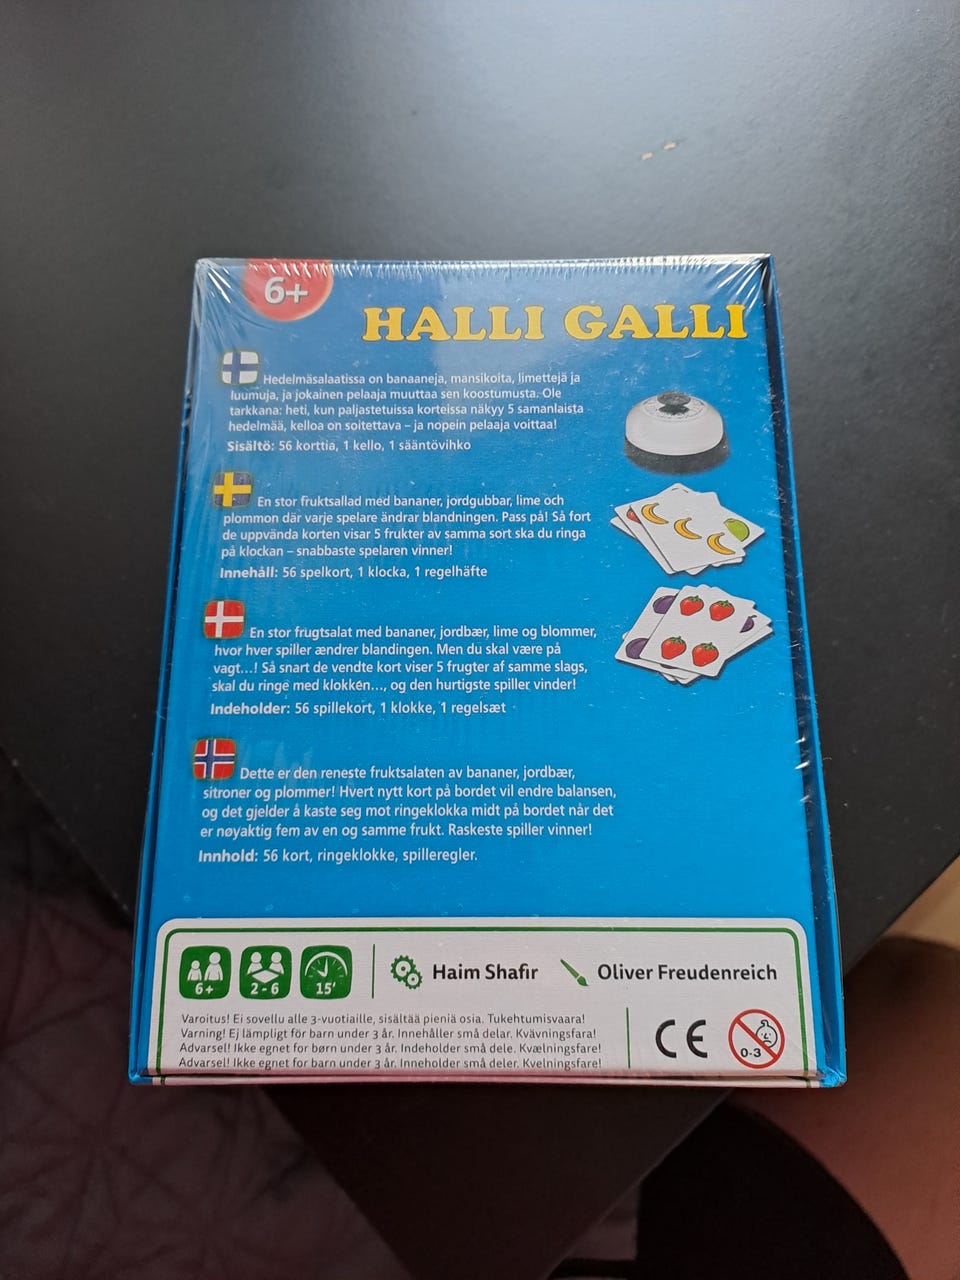 6+
HALLI GALLI
Hedelmäsalaatissa on banaaneja, mansikoita, limettejä ja
luumuja, ja jokainen pelaaja muuttaa sen koostumusta. Ole
tarkkana: heti, kun paljastetuissa korteissa näkyy 5 samanlaista
hedelmää, kelloa on soitettava – ja nopein pelaaja voittaa!
Sisältö: 56 korttia, 1 kello, 1 sääntövihko
En stor fruktsallad med bananer, jordgubbar, lime och
plommon där varje spelare ändrar blandningen. Pass på! Så fort
de uppvända korten visar 5 frukter av samma sort ska du ringa
på klockan – snabbaste spelaren vinner!
Innehåll: 56 spelkort, 1 klocka, 1 regelhäfte
En stor frugtsalat med bananer, jordbær, lime og blommer,
hvor hver spiller ændrer blandingen. Men du skal være på
vagt...! Så snart de vendte kort viser 5 frugter af samme slags,
skal du ringe med klokken..., og den hurtigste spiller vinder!
Indeholder: 56 spillekort, 1 klokke, 1 regelsæt
Dette er den reneste fruktsalaten av bananer, jordbær,
sitroner og plommer! Hvert nytt kort på bordet vil endre balansen,
og det gjelder å kaste seg mot ringeklokka midt på bordet når det
er nøyaktig fem av en og samme frukt. Raskeste spiller vinner!
Innhold: 56 kort, ringeklokke, spilleregler.
6+ 2-6 15' Haim Shafir Oliver Freudenreich
Varoitus! Ei sovellu alle 3-vuotiaille, sisältää pieniä osia. Tukehtumisvaara!
Varning! Ej lämpligt för barn under 3 år. Innehåller små delar. Kvävningsfara!
Advarsel! Ikke egnet for børn under 3 år. Indeholder små dele. Kvælningsfare!
Advarsel! Ikke egnet for barn under 3 år. Inneholder små deler. Kvelningsfare!
CE 0-3